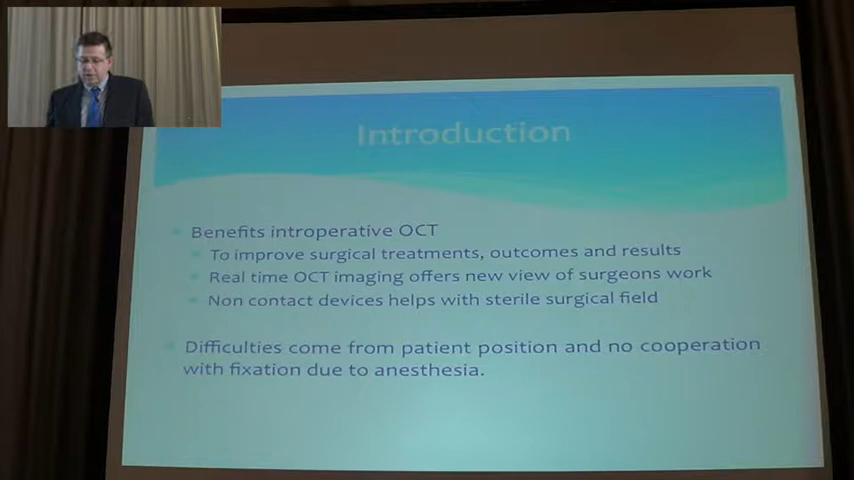 Introduction
Benefits introperative OCT
To improve surgical treatments, outcomes and results
Real time OCT imaging offers new view of surgeons work
Non contact devices helps with sterile surgical field
Difficulties come from patient position and no cooperation
with fixation due to anesthesia.